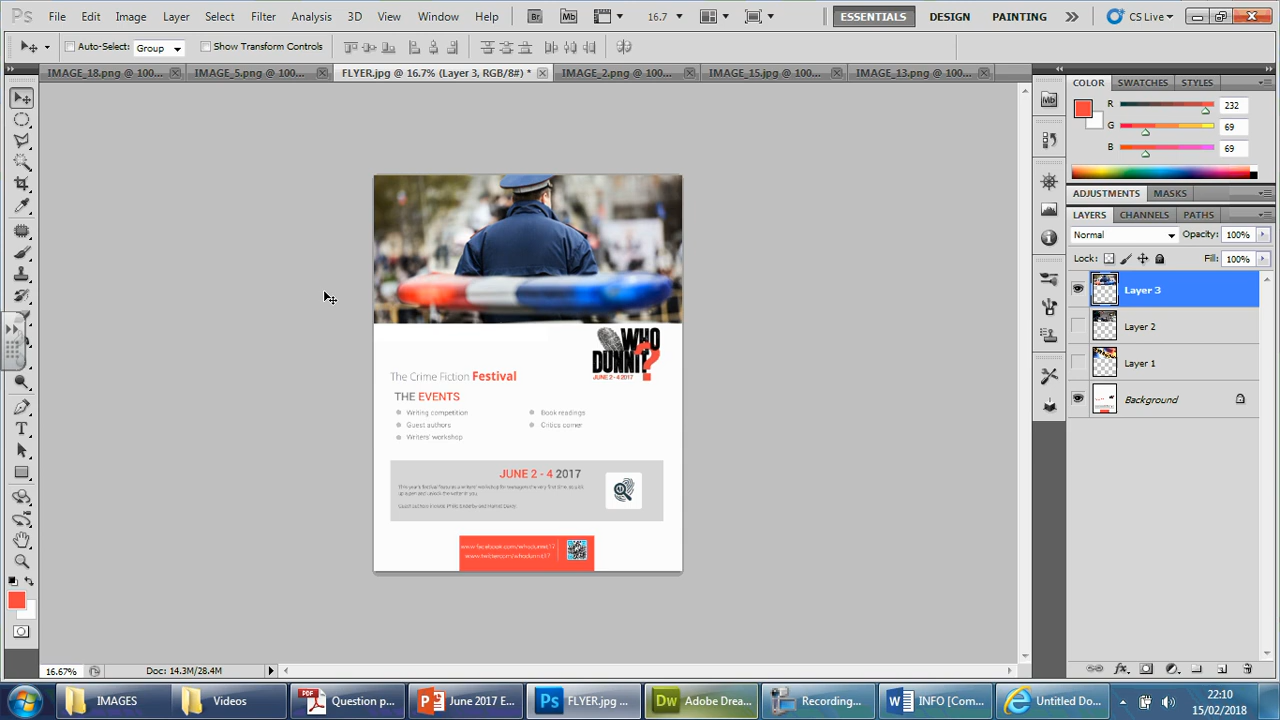 Ps File Edit Image Layer Select Filter Analysis 3D View Window Help Br Mb 16.7 ESSENTIALS DESIGN PAINTING CS Live
Auto-Select: Group Show Transform Controls
IMAGE_18.png @ 100... IMAGE_5.png @ 100... FLYER.jpg @ 16.7% (Layer 3, RGB/8#) * IMAGE_2.png @ 100... IMAGE_15.jpg @ 100... IMAGE_13.png @ 100...
COLOR SWATCHES STYLES
R 232
G 69
B 69
ADJUSTMENTS MASKS
LAYERS CHANNELS PATHS
Normal Opacity: 100%
Lock: Fill: 100%
Layer 3
Layer 2
Layer 1
Background
WHO
DUNNIT?
JUNE 2 - 4 2017
The Crime Fiction Festival
THE EVENTS
Writing competition
Guest authors
Writers' workshop
Book readings
Critics corner
JUNE 2 - 4 2017
www.facebook.com/whodunnit17
www.twitter.com/whodunnit17
16.67% Doc: 14.3M/28.4M
IMAGES Videos Question p... June 2017 E... FLYER.jpg ... Adobe Drea... Recording... INFO [Com... Untitled Do...
22:10
15/02/2018